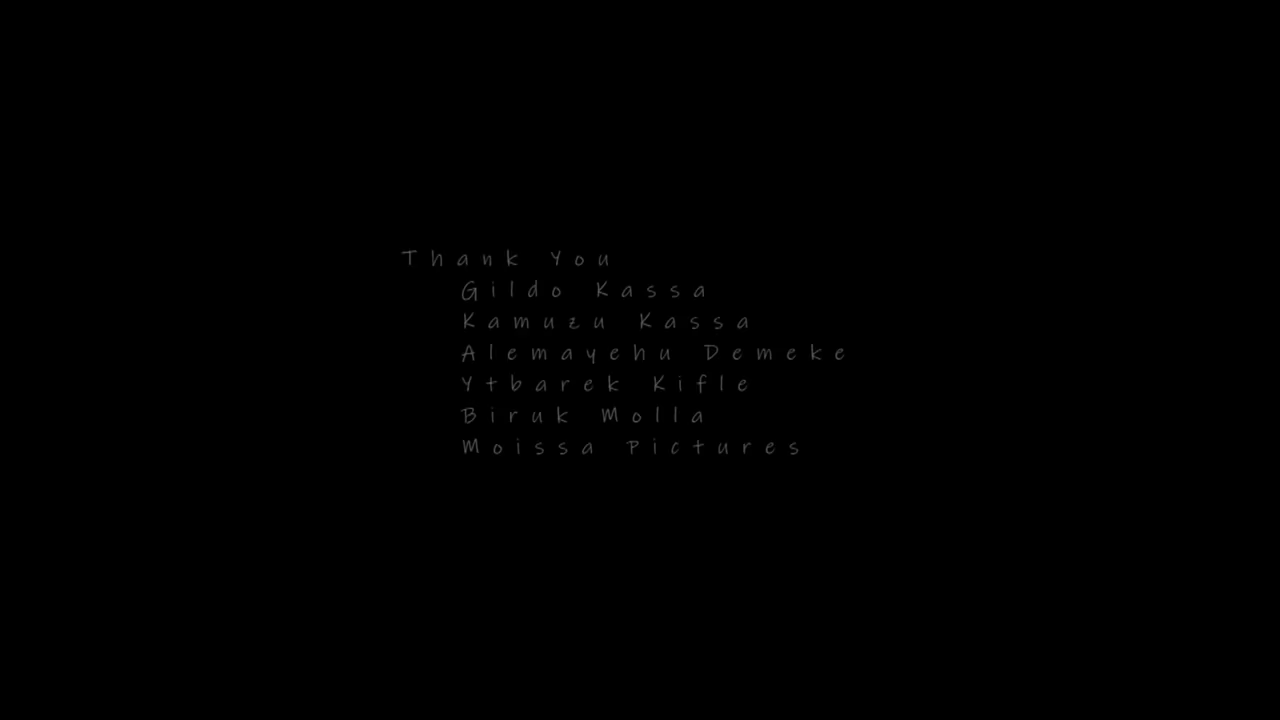 Thank You
Gildo Kassa
Kamuzu Kassa
Alemayehu Demeke
Ytbarek Kifle
Biruk Molla
Moissa Pictures